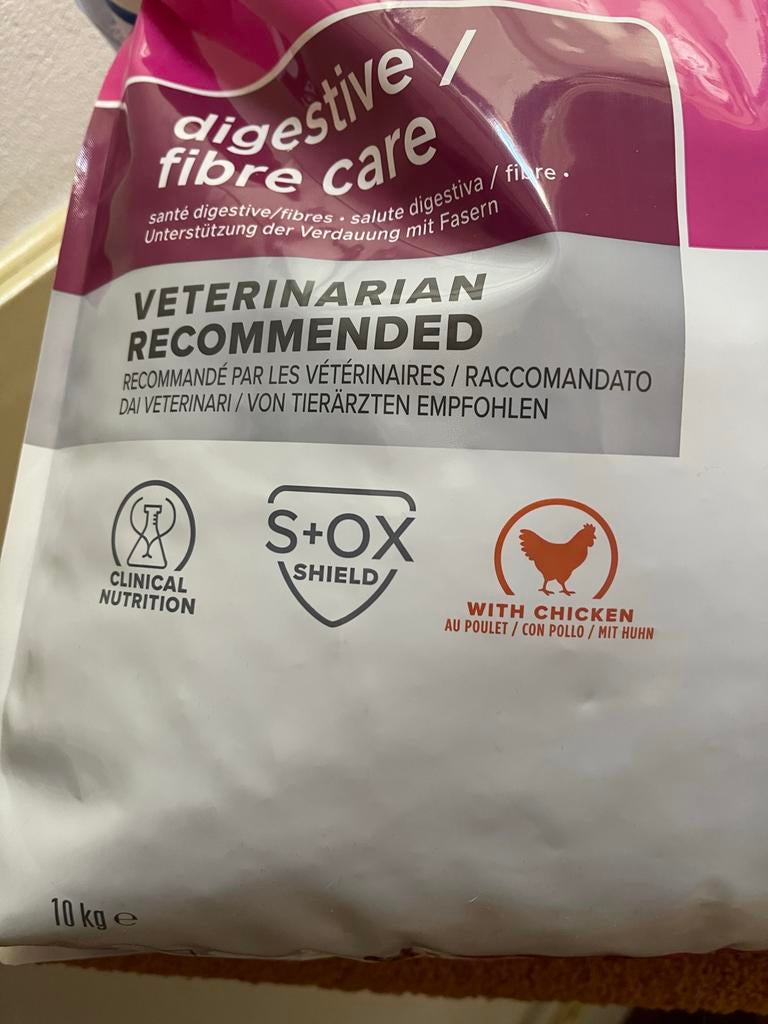 digestive /
fibre care
santé digestive/fibres • salute digestiva / fibre •
Unterstützung der Verdauung mit Fasern
VETERINARIAN
RECOMMENDED
RECOMMANDÉ PAR LES VÉTÉRINAIRES / RACCOMANDATO
DAI VETERINARI / VON TIERÄRZTEN EMPFOHLEN
CLINICAL
NUTRITION
S+OX
SHIELD
WITH CHICKEN
AU POULET / CON POLLO / MIT HUHN
10 kg ℮